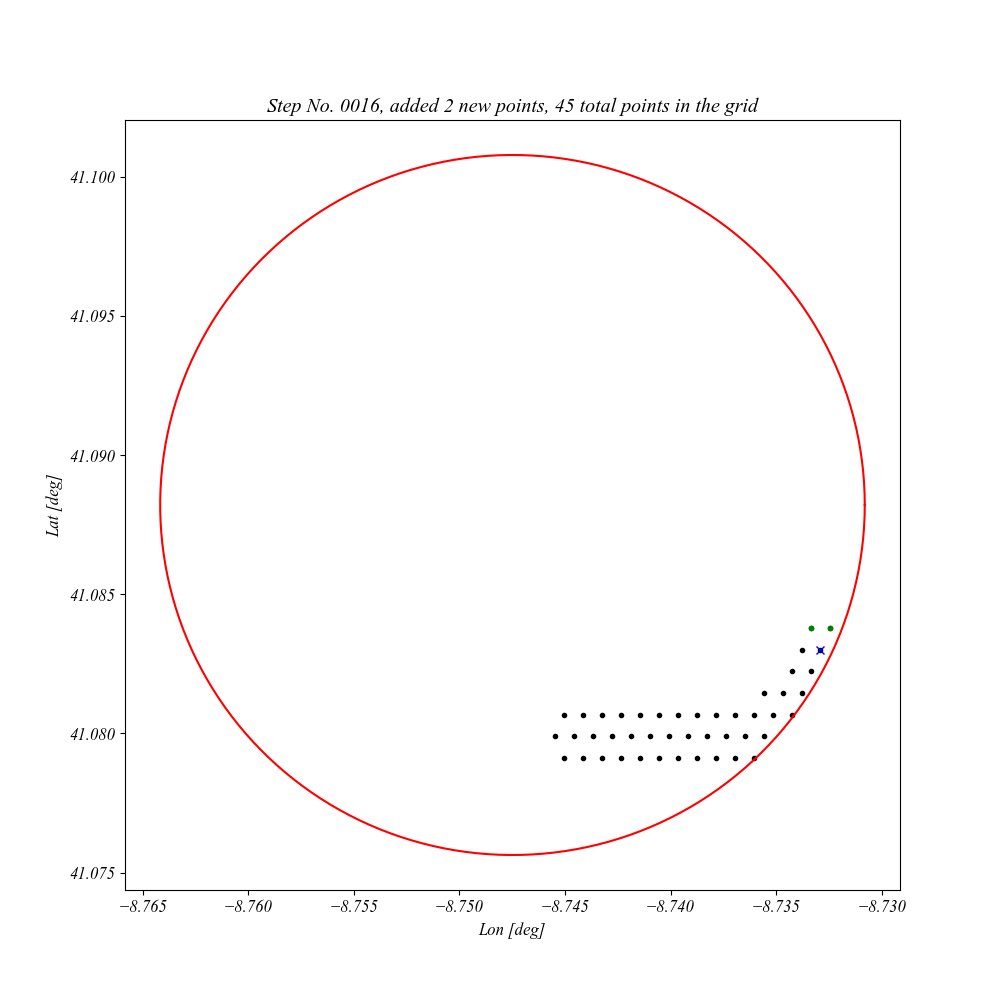 Step No. 0016, added 2 new points, 45 total points in the grid
41.100
41.095
41.090
41.085
41.080
41.075
Lat [deg]
−8.765 −8.760 −8.755 −8.750 −8.745 −8.740 −8.735 −8.730
Lon [deg]